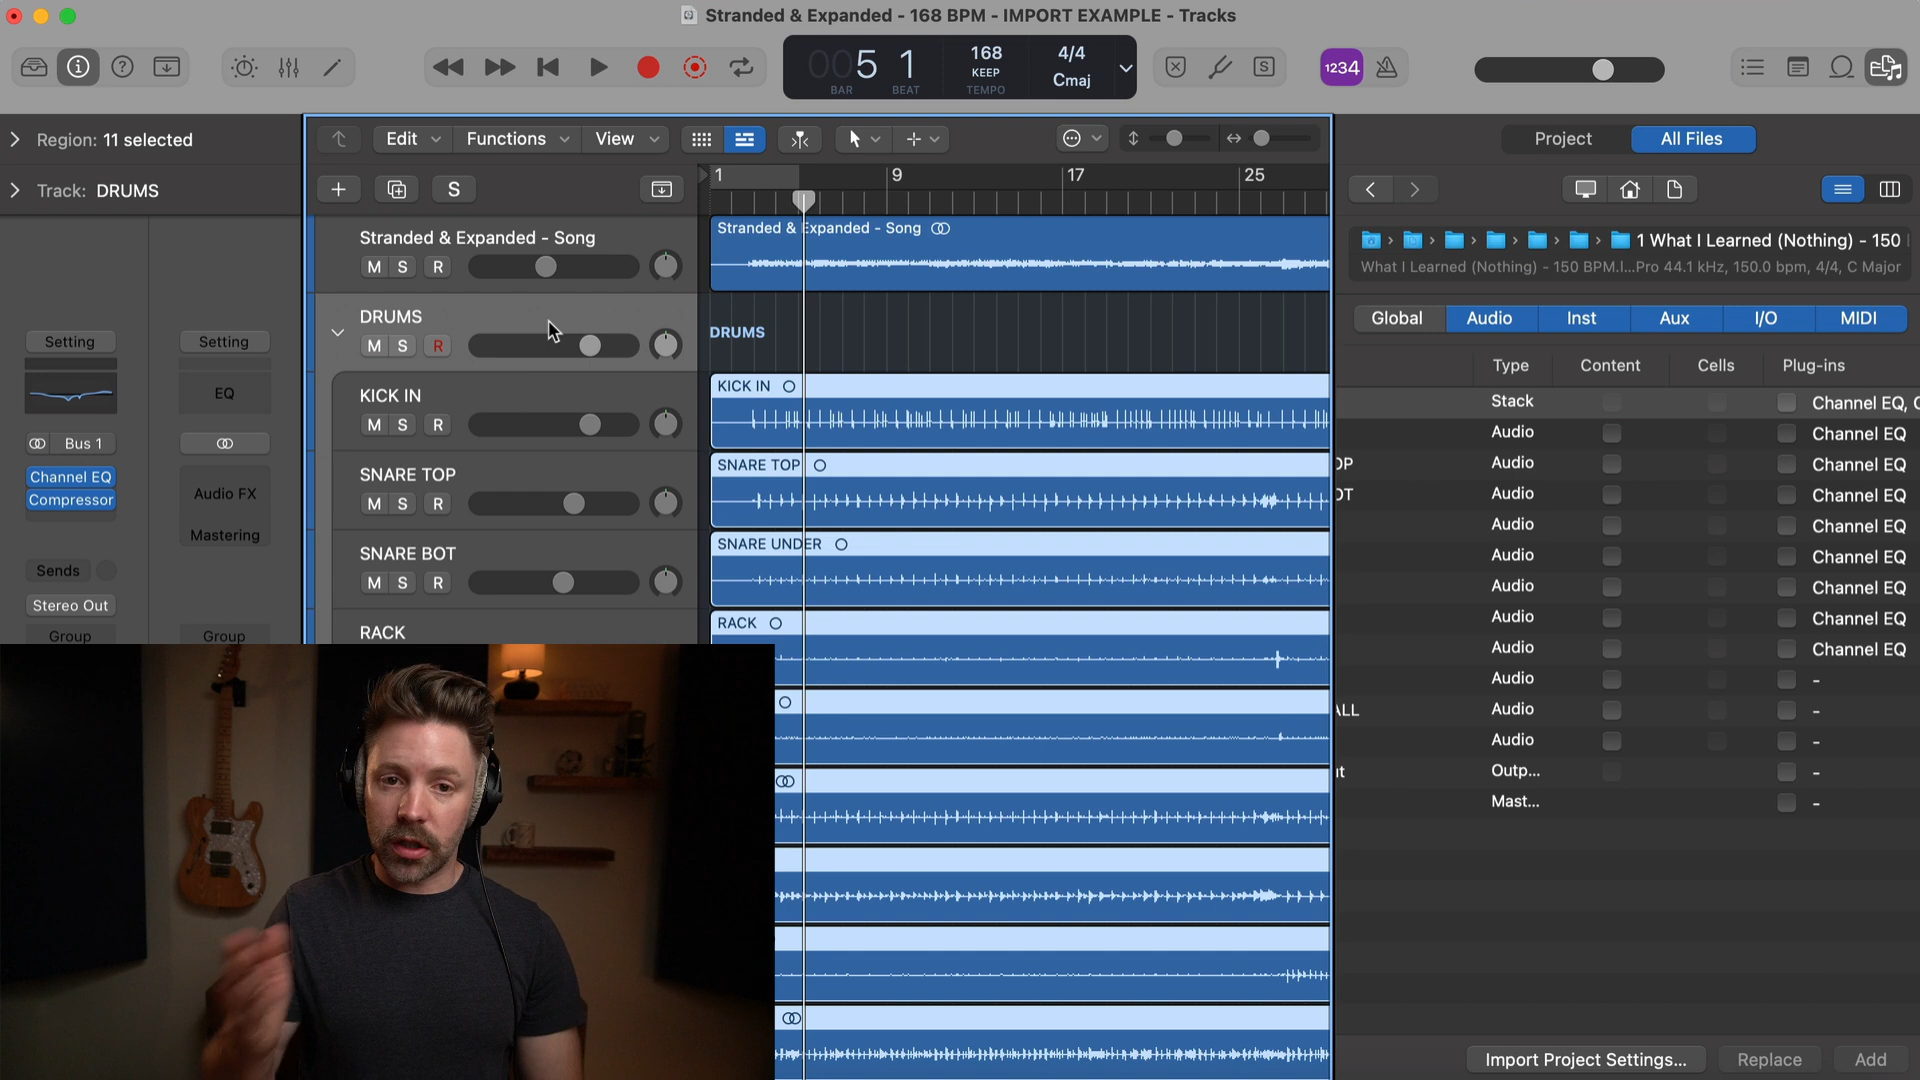 Stranded & Expanded - 168 BPM - IMPORT EXAMPLE - Tracks
005 1
BAR BEAT
168
KEEP
TEMPO
4/4
Cmaj
S
1234
Region: 11 selected
Track: DRUMS
Edit
Functions
View
S
1 9 17 25
Setting
Setting
EQ
Bus 1
Channel EQ
Compressor
Audio FX
Mastering
Sends
Stereo Out
Group
Group
Stranded & Expanded - Song
M S R
DRUMS
M S R
KICK IN
M S R
SNARE TOP
M S R
SNARE BOT
M S R
RACK
Stranded & Expanded - Song
DRUMS
KICK IN
SNARE TOP
SNARE UNDER
RACK
Project
All Files
1 What I Learned (Nothing) - 150
What I Learned (Nothing) - 150 BPM.l...Pro 44.1 kHz, 150.0 bpm, 4/4, C Major
Global Audio Inst Aux I/O MIDI
Type Content Cells Plug-ins
Stack Channel EQ, C
Audio Channel EQ
OP Audio Channel EQ
OT Audio Channel EQ
Audio Channel EQ
Audio Channel EQ
Audio Channel EQ
Audio Channel EQ
Audio Channel EQ
Audio -
ALL Audio -
Audio -
ut Outp... -
Mast... -
Import Project Settings...
Replace
Add